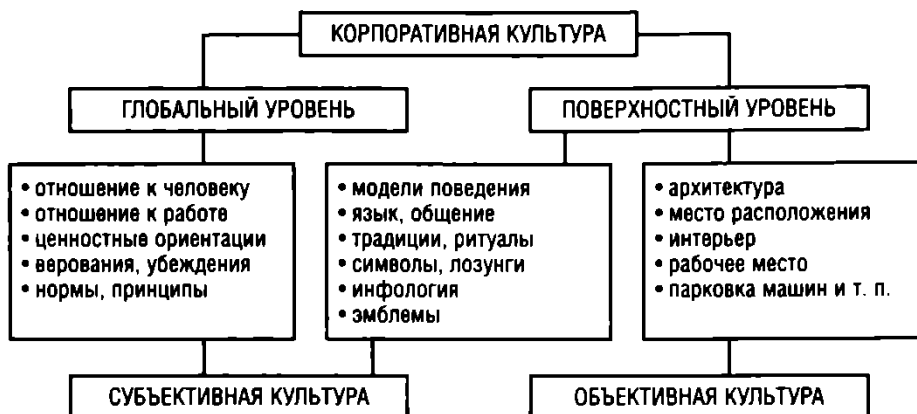 КОРПОРАТИВНАЯ КУЛЬТУРА
ГЛОБАЛЬНЫЙ УРОВЕНЬ
ПОВЕРХНОСТНЫЙ УРОВЕНЬ
• отношение к человеку
• отношение к работе
• ценностные ориентации
• верования, убеждения
• нормы, принципы
• модели поведения
• язык, общение
• традиции, ритуалы
• символы, лозунги
• инфология
• эмблемы
• архитектура
• место расположения
• интерьер
• рабочее место
• парковка машин и т. п.
СУБЪЕКТИВНАЯ КУЛЬТУРА
ОБЪЕКТИВНАЯ КУЛЬТУРА